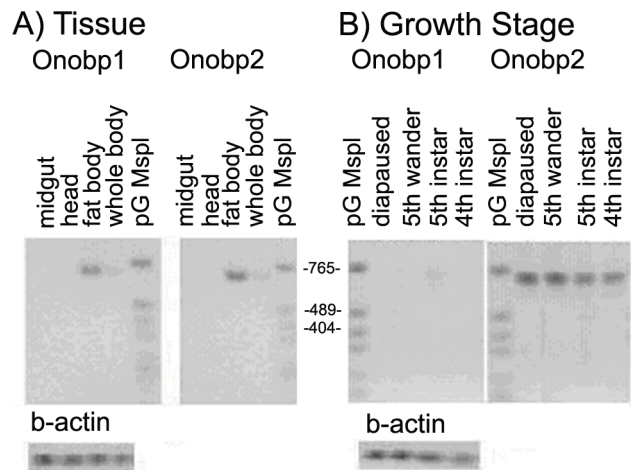 A) Tissue
Onobp1
Onobp2
midgut
head
fat body
whole body
pG MspI
midgut
head
fat body
whole body
pG MspI
b-actin
B) Growth Stage
Onobp1
Onobp2
pG MspI
diapaused
5th wander
5th instar
4th instar
pG MspI
diapaused
5th wander
5th instar
4th instar
-765-
-489-
-404-
b-actin